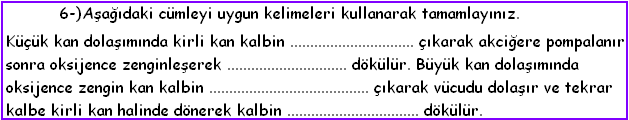 6-)Aşağıdaki cümleyi uygun kelimeleri kullanarak tamamlayınız.
Küçük kan dolaşımında kirli kan kalbin ............................... çıkarak akciğere pompalanır
sonra oksijence zenginleşerek .............................. dökülür. Büyük kan dolaşımında
oksijence zengin kan kalbin ........................................ çıkarak vücudu dolaşır ve tekrar
kalbe kirli kan halinde dönerek kalbin ................................. dökülür.